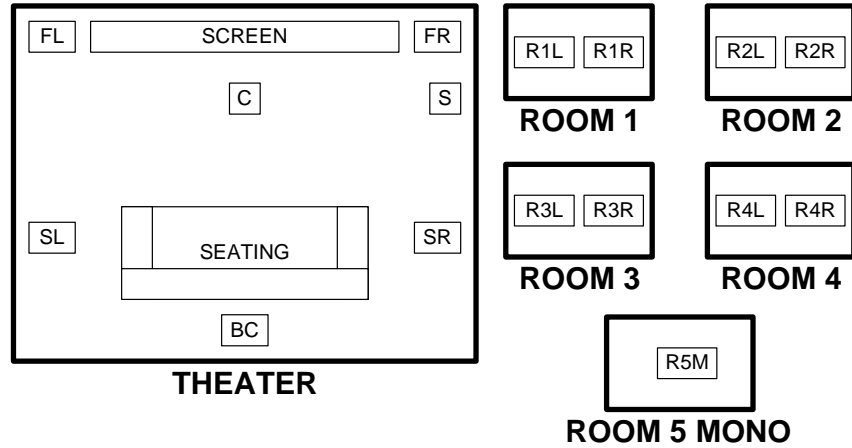 FL SCREEN FR
C S
SL SEATING SR
BC
THEATER
R1L R1R
ROOM 1
R2L R2R
ROOM 2
R3L R3R
ROOM 3
R4L R4R
ROOM 4
R5M
ROOM 5 MONO